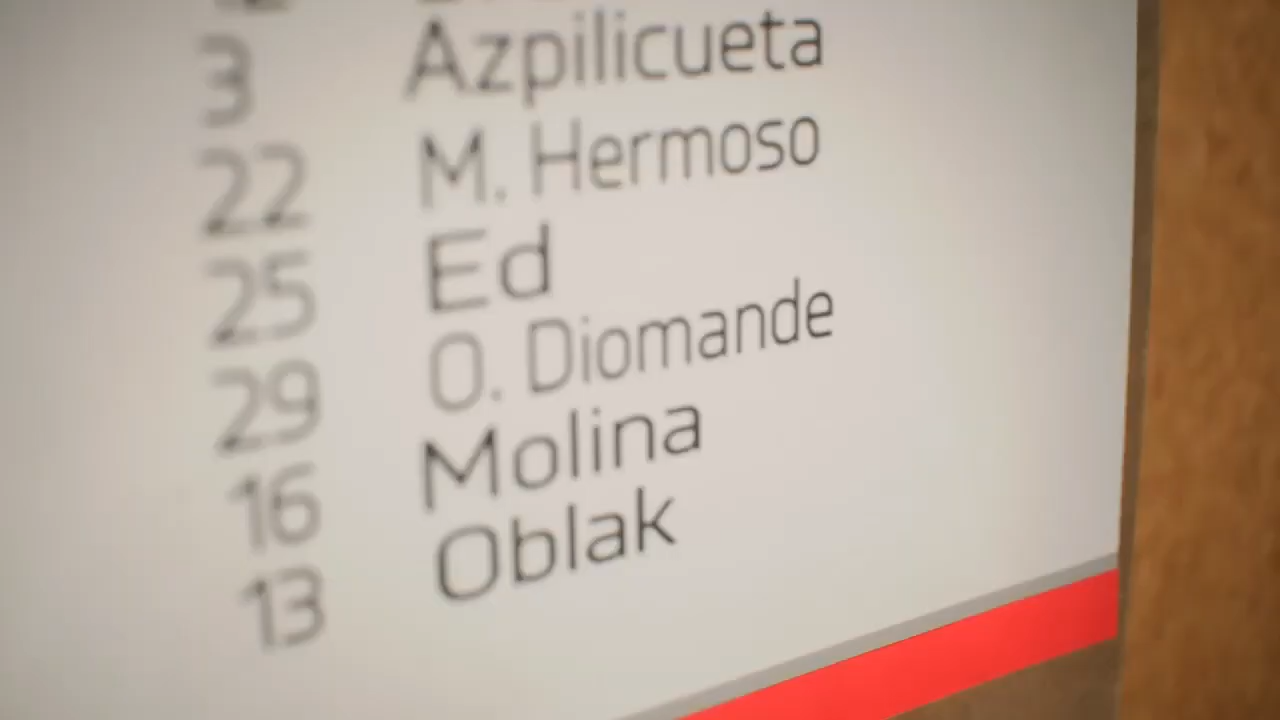 3 Azpilicueta
22 M. Hermoso
25 Ed
29 O. Diomande
16 Molina
13 Oblak